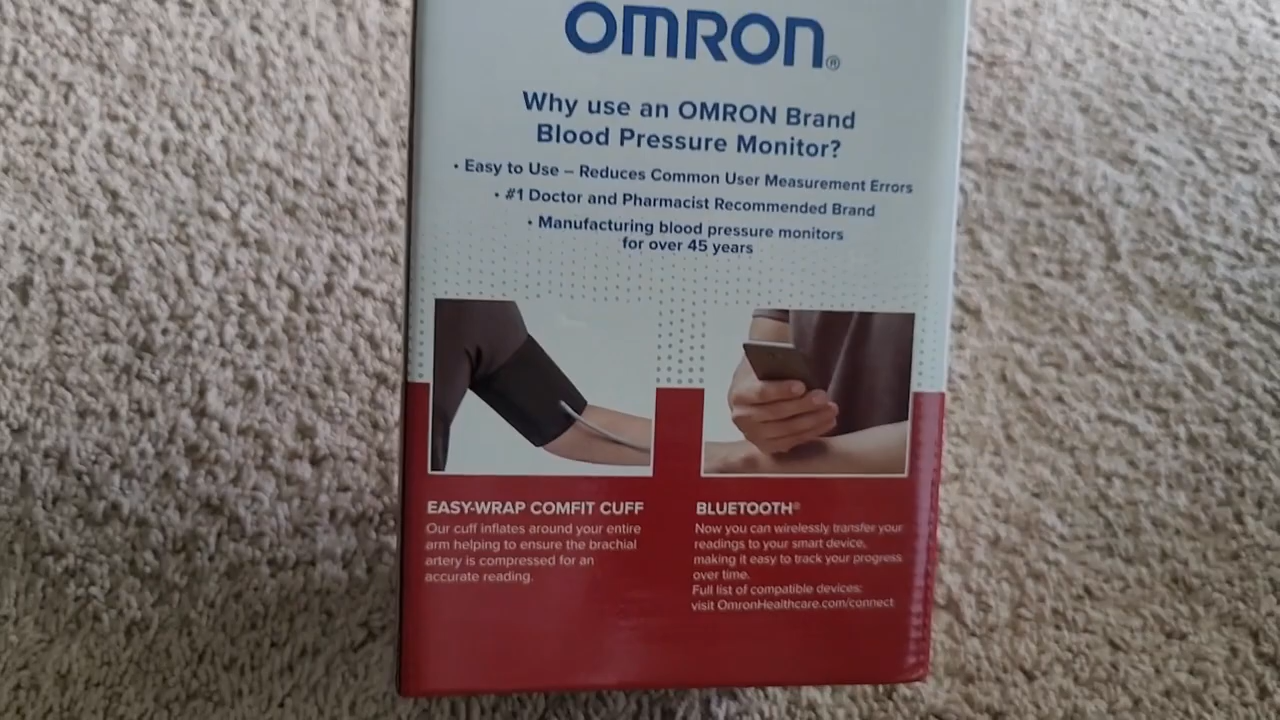 OMRON®
Why use an OMRON Brand
Blood Pressure Monitor?
• Easy to Use – Reduces Common User Measurement Errors
• #1 Doctor and Pharmacist Recommended Brand
• Manufacturing blood pressure monitors
for over 45 years
EASY-WRAP COMFIT CUFF
Our cuff inflates around your entire
arm helping to ensure the brachial
artery is compressed for an
accurate reading.
BLUETOOTH®
Now you can wirelessly transfer your
readings to your smart device,
making it easy to track your progress
over time.
Full list of compatible devices:
visit OmronHealthcare.com/connect